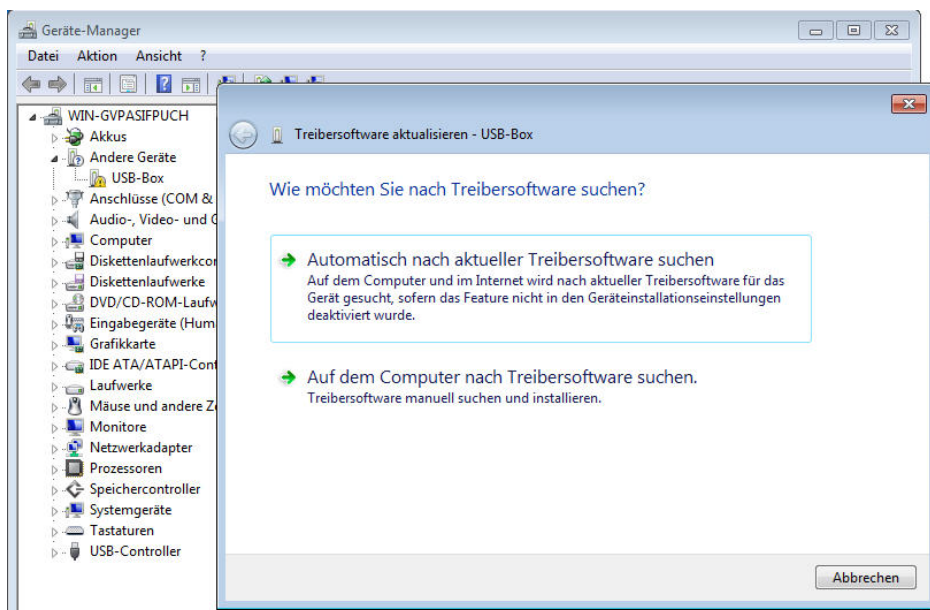 Geräte-Manager
Datei Aktion Ansicht ?
WIN-GVPASIFPUCH
Akkus
Andere Geräte
USB-Box
Anschlüsse (COM &
Audio-, Video- und G
Computer
Diskettenlaufwerkcor
Diskettenlaufwerke
DVD/CD-ROM-Laufw
Eingabegeräte (Hum
Grafikkarte
IDE ATA/ATAPI-Cont
Laufwerke
Mäuse und andere Ze
Monitore
Netzwerkadapter
Prozessoren
Speichercontroller
Systemgeräte
Tastaturen
USB-Controller
Treibersoftware aktualisieren - USB-Box
Wie möchten Sie nach Treibersoftware suchen?
Automatisch nach aktueller Treibersoftware suchen
Auf dem Computer und im Internet wird nach aktueller Treibersoftware für das
Gerät gesucht, sofern das Feature nicht in den Geräteinstallationseinstellungen
deaktiviert wurde.
Auf dem Computer nach Treibersoftware suchen.
Treibersoftware manuell suchen und installieren.
Abbrechen